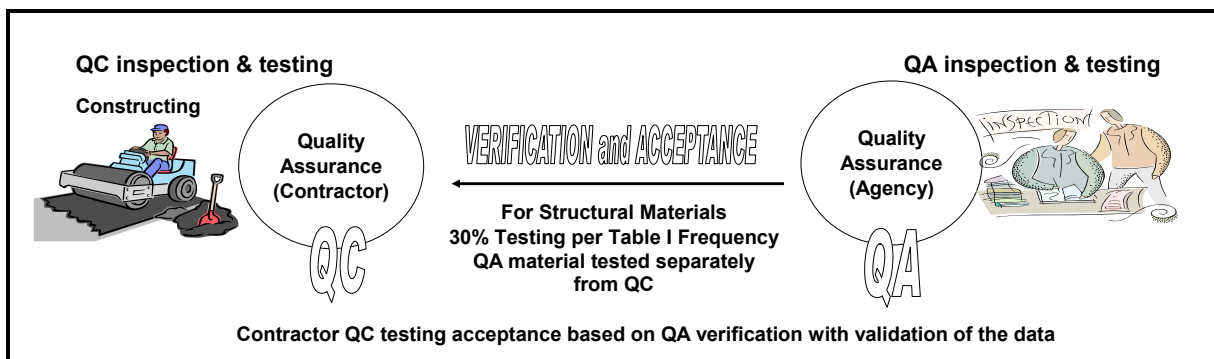 QC inspection & testing
QA inspection & testing
Constructing
Quality
Assurance
(Contractor)
QC
VERIFICATION and ACCEPTANCE
For Structural Materials
30% Testing per Table I Frequency
QA material tested separately
from QC
Quality
Assurance
(Agency)
QA
INSPECTION
Contractor QC testing acceptance based on QA verification with validation of the data